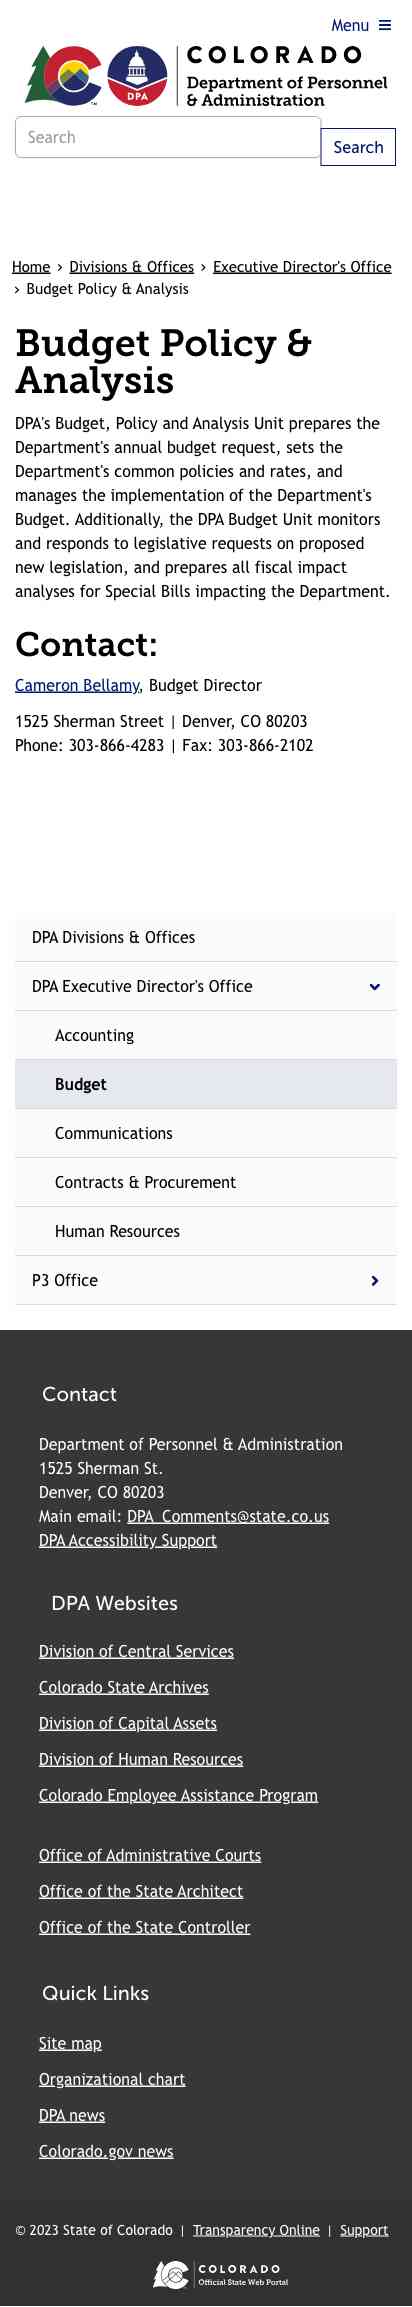 Menu
COLORADO
Department of Personnel
& Administration
DPA
TM
Search
Search
Home › Divisions & Offices › Executive Director's Office
› Budget Policy & Analysis
Budget Policy &
Analysis
DPA's Budget, Policy and Analysis Unit prepares the
Department's annual budget request, sets the
Department's common policies and rates, and
manages the implementation of the Department's
Budget. Additionally, the DPA Budget Unit monitors
and responds to legislative requests on proposed
new legislation, and prepares all fiscal impact
analyses for Special Bills impacting the Department.
Contact:
Cameron Bellamy, Budget Director
1525 Sherman Street | Denver, CO 80203
Phone: 303-866-4283 | Fax: 303-866-2102
DPA Divisions & Offices
DPA Executive Director's Office
Accounting
Budget
Communications
Contracts & Procurement
Human Resources
P3 Office
Contact
Department of Personnel & Administration
1525 Sherman St.
Denver, CO 80203
Main email: DPA_Comments@state.co.us
DPA Accessibility Support
DPA Websites
Division of Central Services
Colorado State Archives
Division of Capital Assets
Division of Human Resources
Colorado Employee Assistance Program
Office of Administrative Courts
Office of the State Architect
Office of the State Controller
Quick Links
Site map
Organizational chart
DPA news
Colorado.gov news
© 2023 State of Colorado | Transparency Online | Support
COLORADO
Official State Web Portal